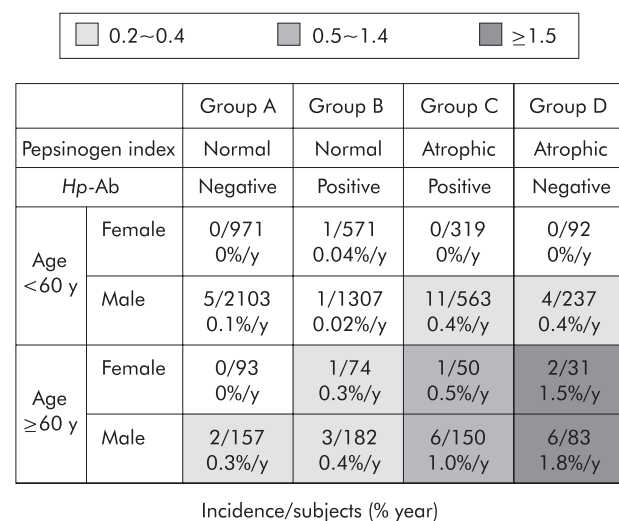 0.2~0.4 0.5~1.4 ≥1.5
Group A Group B Group C Group D
Pepsinogen index Normal Normal Atrophic Atrophic
Hp-Ab Negative Positive Positive Negative
Age <60 y
Female 0/971 1/571 0/319 0/92
0%/y 0.04%/y 0%/y 0%/y
Male 5/2103 1/1307 11/563 4/237
0.1%/y 0.02%/y 0.4%/y 0.4%/y
Age ≥60 y
Female 0/93 1/74 1/50 2/31
0%/y 0.3%/y 0.5%/y 1.5%/y
Male 2/157 3/182 6/150 6/83
0.3%/y 0.4%/y 1.0%/y 1.8%/y
Incidence/subjects (% year)